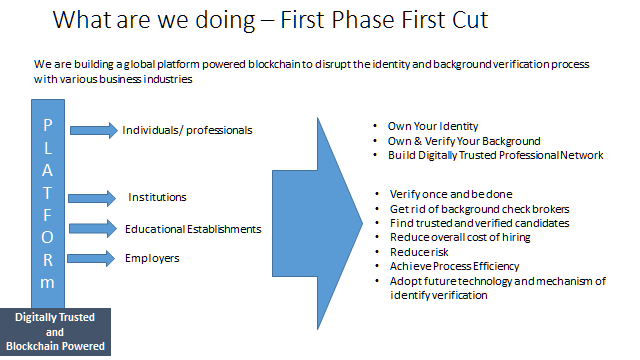 What are we doing – First Phase First Cut
We are building a global platform powered blockchain to disrupt the identity and background verification process
with various business industries
P
L
A
T
F
O
R
m
Digitally Trusted
and
Blockchain Powered
Individuals/ professionals
Institutions
Educational Establishments
Employers
• Own Your Identity
• Own & Verify Your Background
• Build Digitally Trusted Professional Network
• Verify once and be done
• Get rid of background check brokers
• Find trusted and verified candidates
• Reduce overall cost of hiring
• Reduce risk
• Achieve Process Efficiency
• Adopt future technology and mechanism of
identify verification